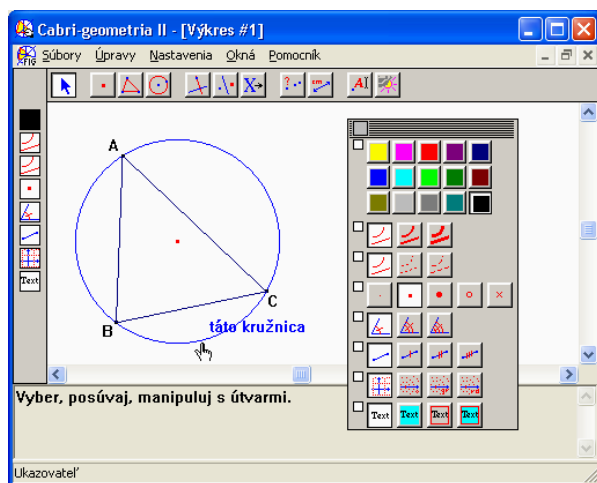 Cabri-geometria II - [Výkres #1]
Súbory Úpravy Nastavenia Okná Pomocník
A
B
C
táto kružnica
Text
Text Text Text Text
Vyber, posúvaj, manipuluj s útvarmi.
Ukazovateľ